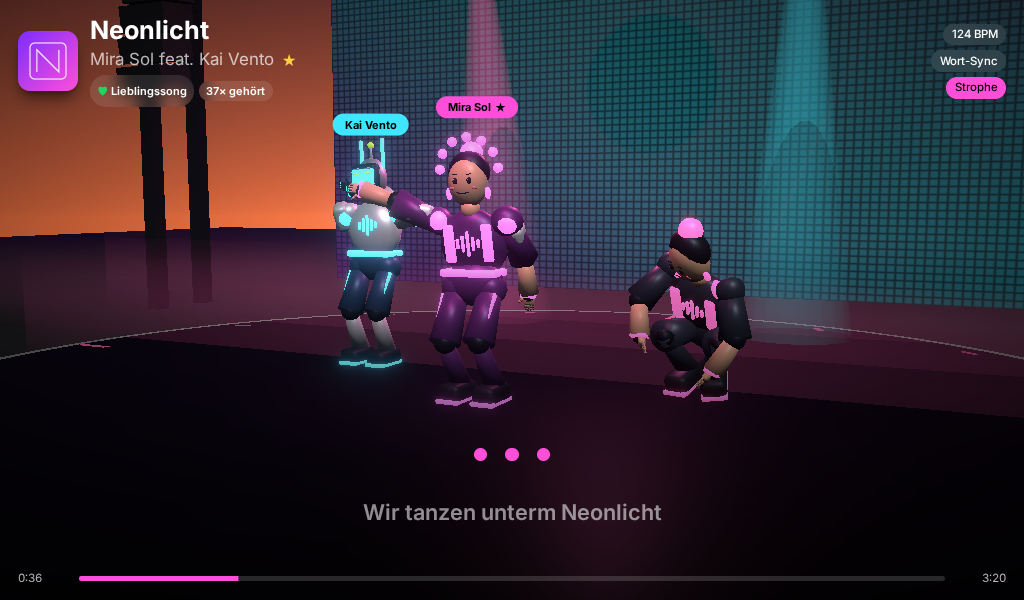 Neonlicht
Mira Sol feat. Kai Vento ★
Lieblingssong
37× gehört
124 BPM
Wort-Sync
Strophe
N
Mira Sol ★
Kai Vento
Wir tanzen unterm Neonlicht
0:36
3:20